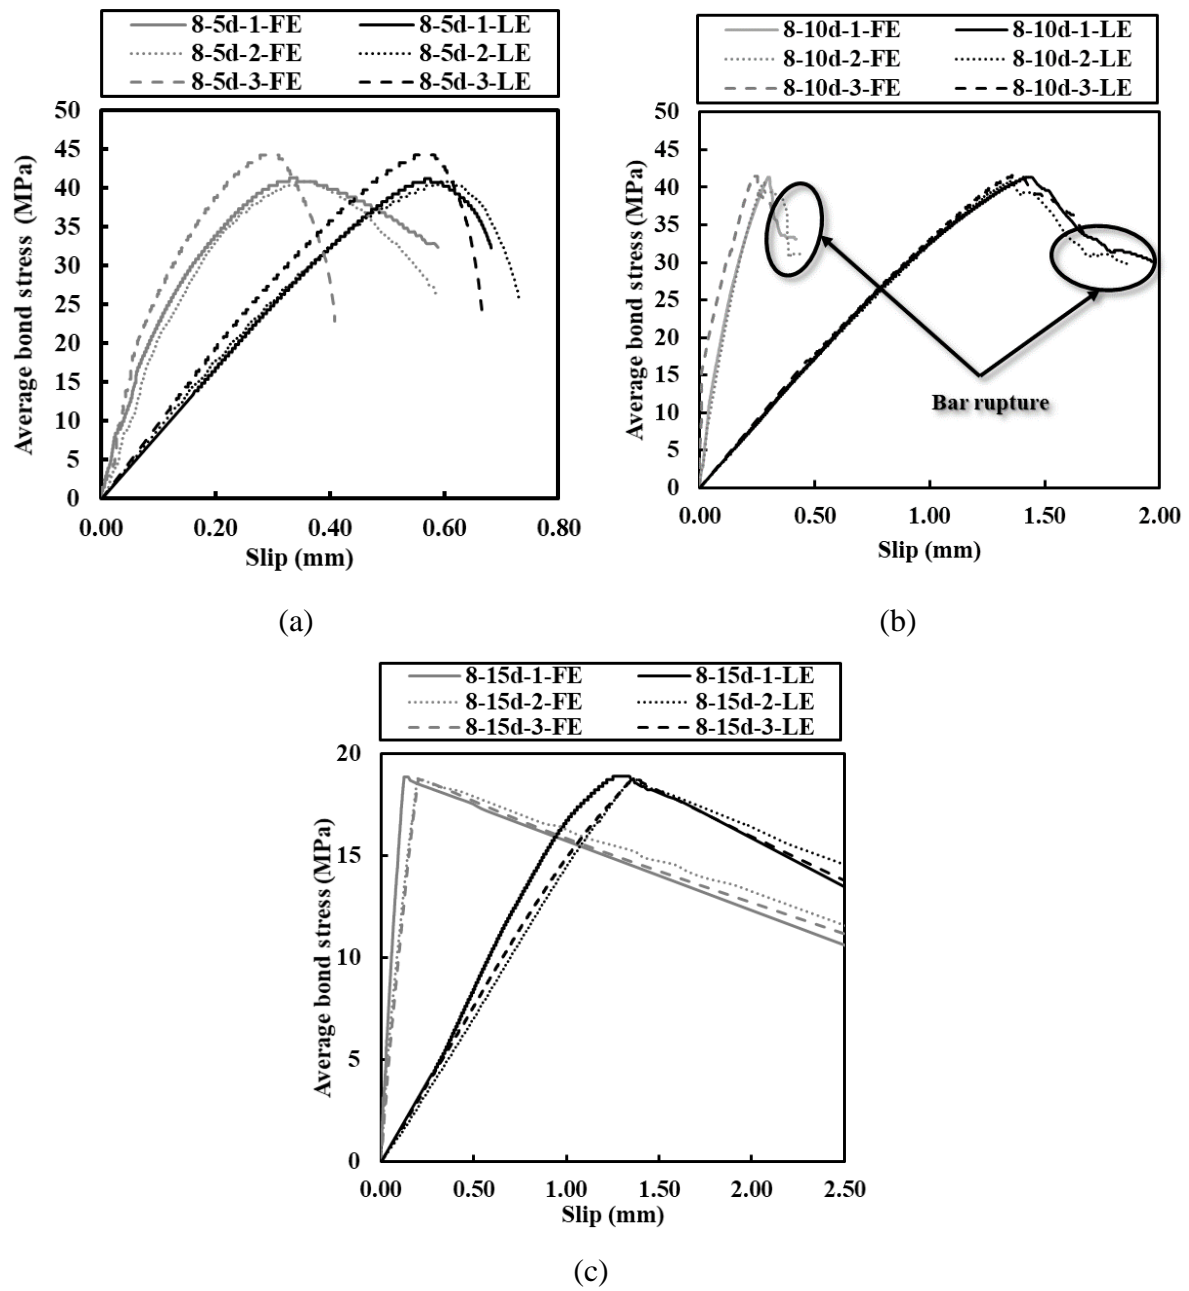 8-5d-1-FE 8-5d-1-LE
8-5d-2-FE 8-5d-2-LE
8-5d-3-FE 8-5d-3-LE
50
45
40
35
30
25
20
15
10
5
0
Average bond stress (MPa)
0.00 0.20 0.40 0.60 0.80
Slip (mm)
(a)
8-10d-1-FE 8-10d-1-LE
8-10d-2-FE 8-10d-2-LE
8-10d-3-FE 8-10d-3-LE
50
45
40
35
30
25
20
15
10
5
0
Average bond stress (MPa)
Bar rupture
0.00 0.50 1.00 1.50 2.00
Slip (mm)
(b)
8-15d-1-FE 8-15d-1-LE
8-15d-2-FE 8-15d-2-LE
8-15d-3-FE 8-15d-3-LE
20
15
10
5
0
Average bond stress (MPa)
0.00 0.50 1.00 1.50 2.00 2.50
Slip (mm)
(c)